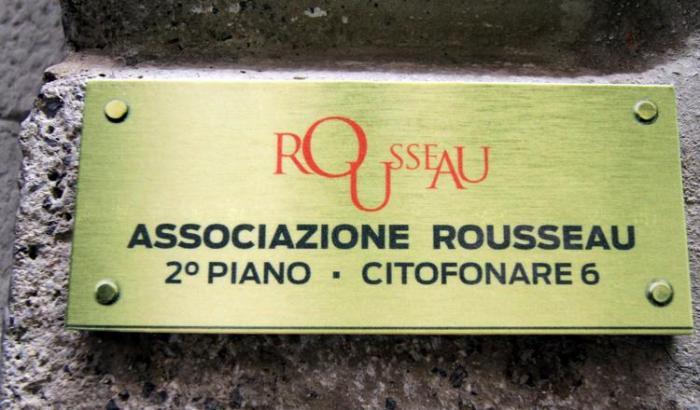 ROUSSEAU
ASSOCIAZIONE ROUSSEAU
2º PIANO · CITOFONARE 6